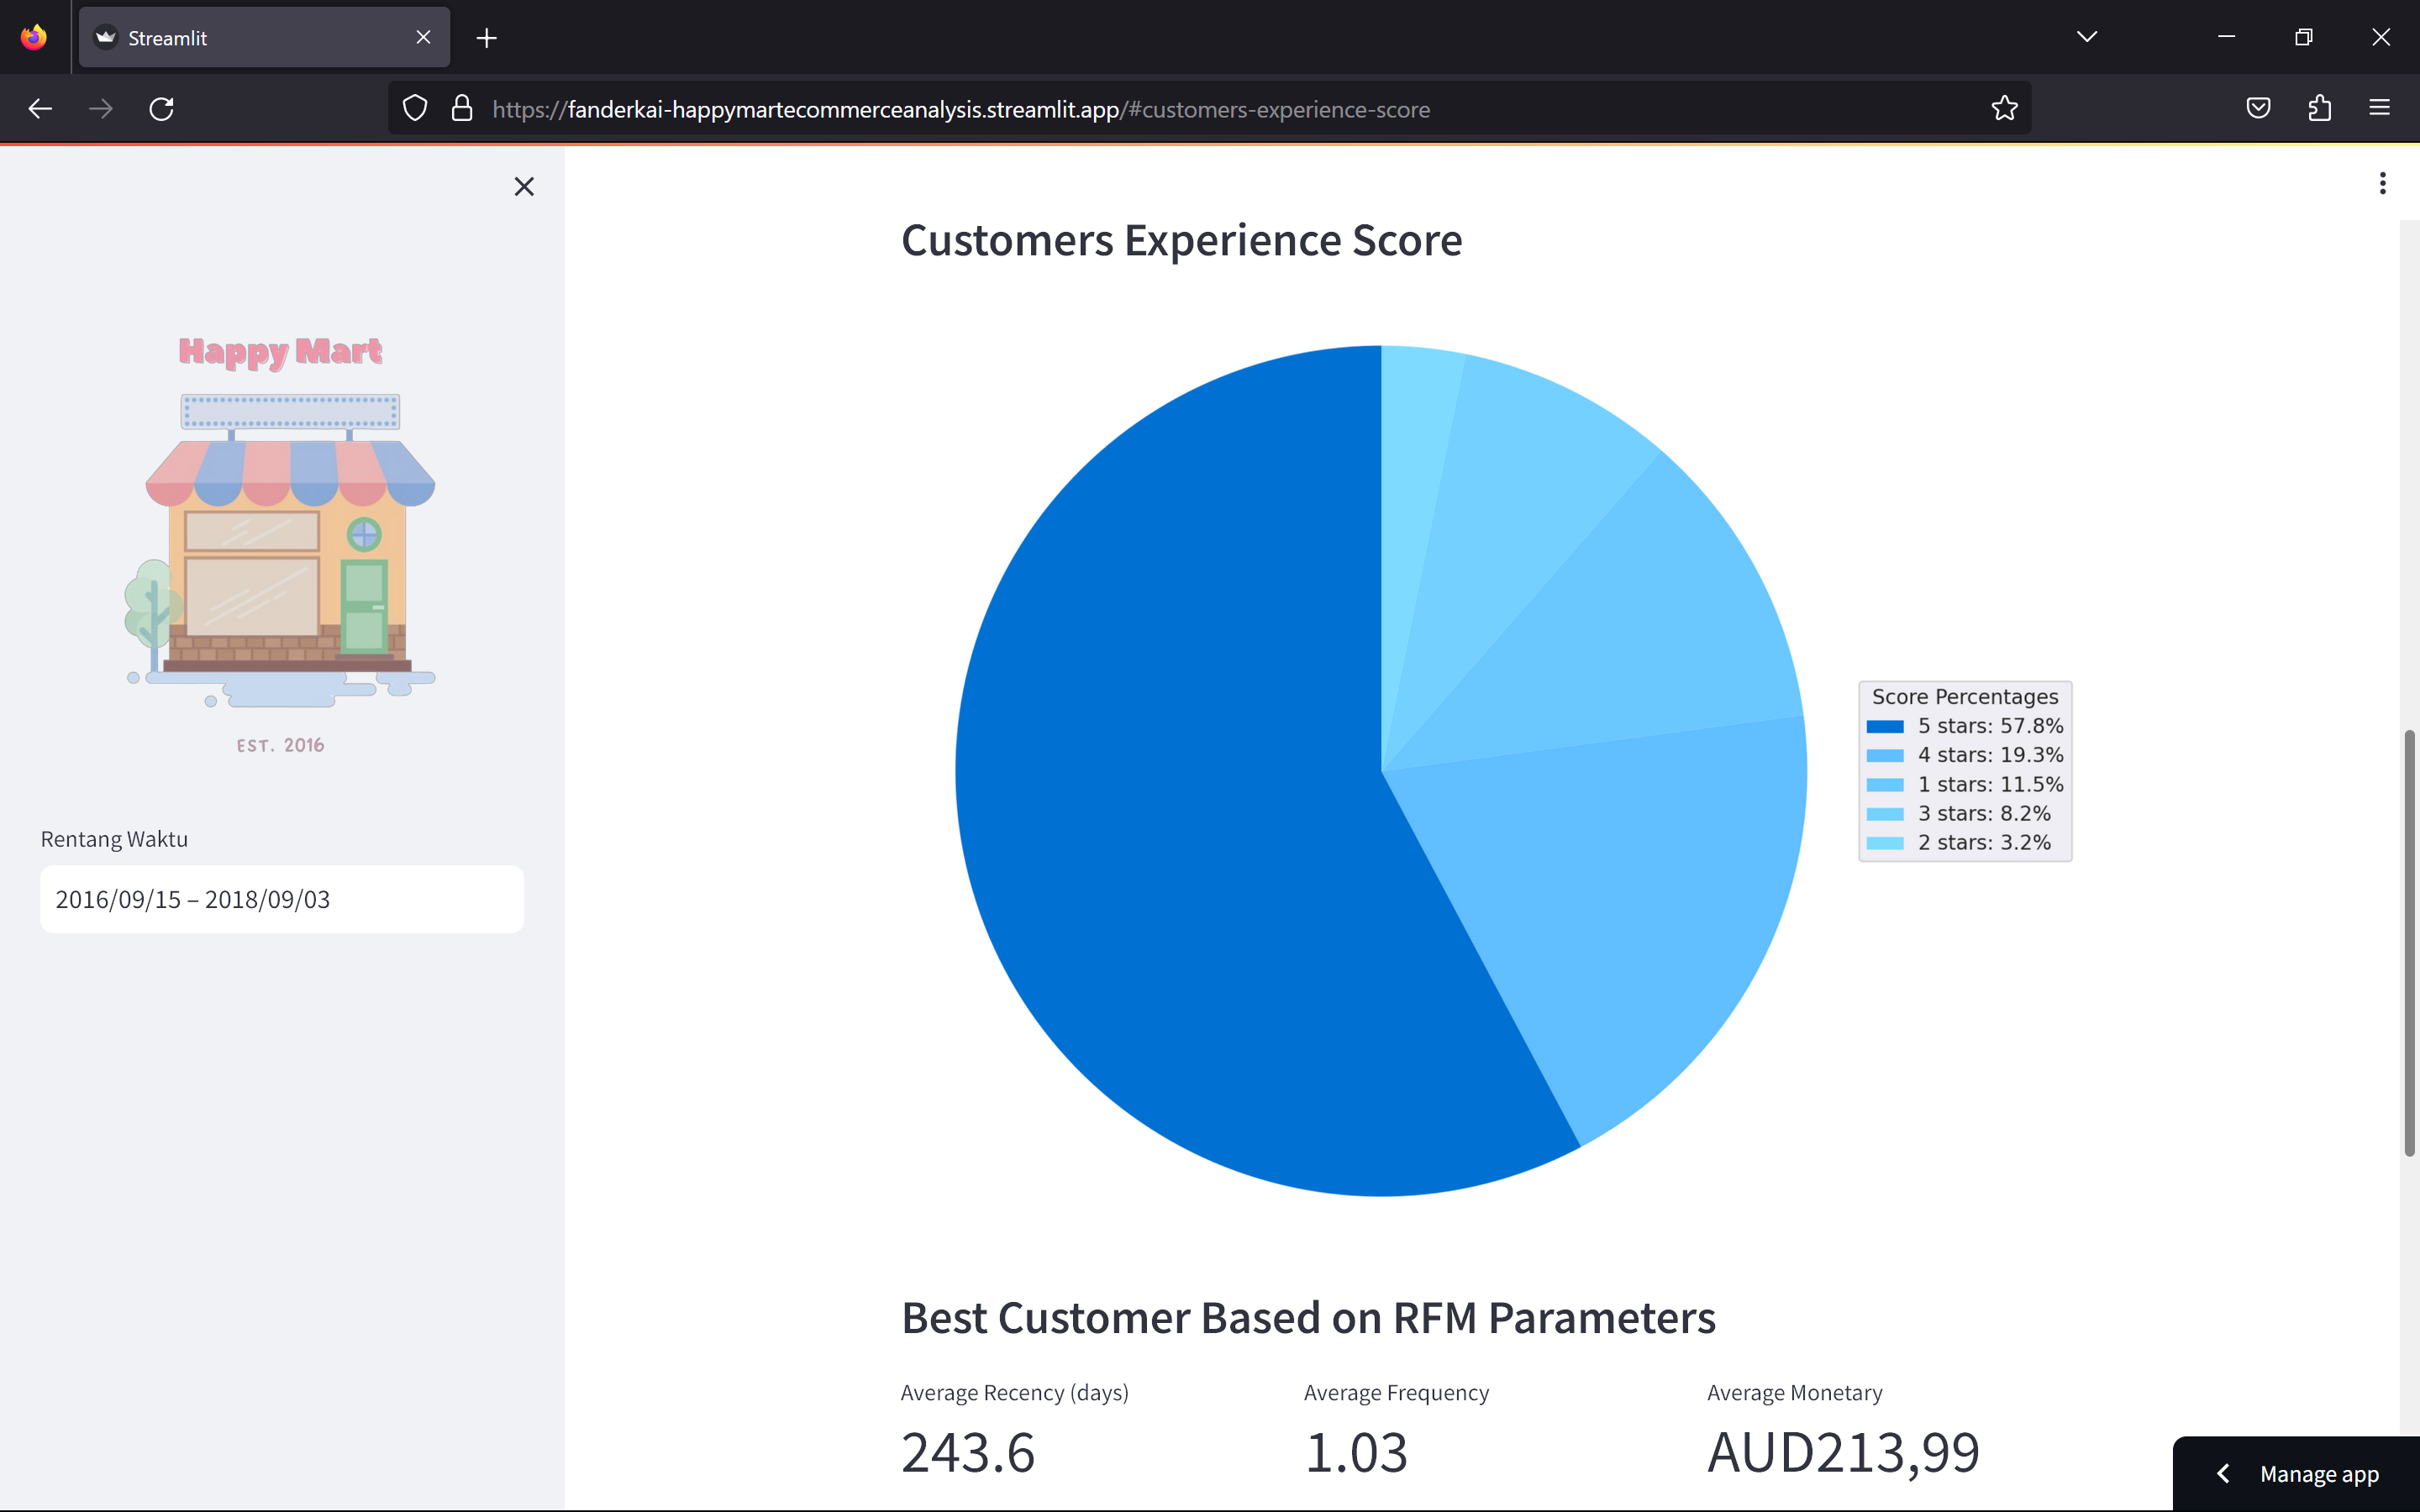 Streamlit
https://fanderkai-happymartecommerceanalysis.streamlit.app/#customers-experience-score
Happy Mart
EST. 2016
Rentang Waktu
2016/09/15 – 2018/09/03
Customers Experience Score
Score Percentages
5 stars: 57.8%
4 stars: 19.3%
1 stars: 11.5%
3 stars: 8.2%
2 stars: 3.2%
Best Customer Based on RFM Parameters
Average Recency (days)
243.6
Average Frequency
1.03
Average Monetary
AUD213,99
Manage app